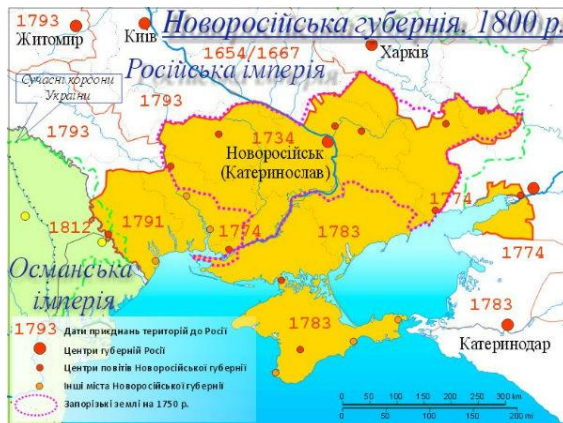 Новоросійська губернія. 1800 р.
1793
Житомір
Київ
1654/1667
Харків
Російська імперія
Сучасні кордони
України
1793
1793
1734
Новоросійськ
(Катеринослав)
1774
1791
1812
1774
1783
1774
Османська
імперія
1783
1783
Катеринодар
1793 Дати приєднань територій до Росії
Центри губерній Росії
Центри повітів Новоросійської губернії
Інші міста Новоросійської губернії
Запорізькі землі на 1750 р.
0 50 100 150 200 250 300 km
0 50 100 150 200 mi